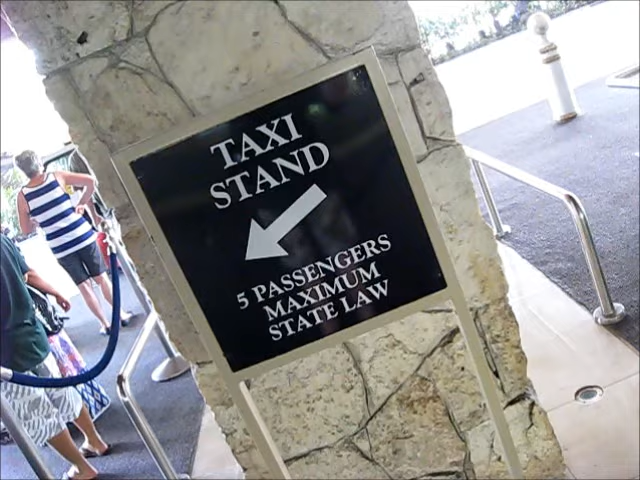 TAXI
STAND
5 PASSENGERS
MAXIMUM
STATE LAW